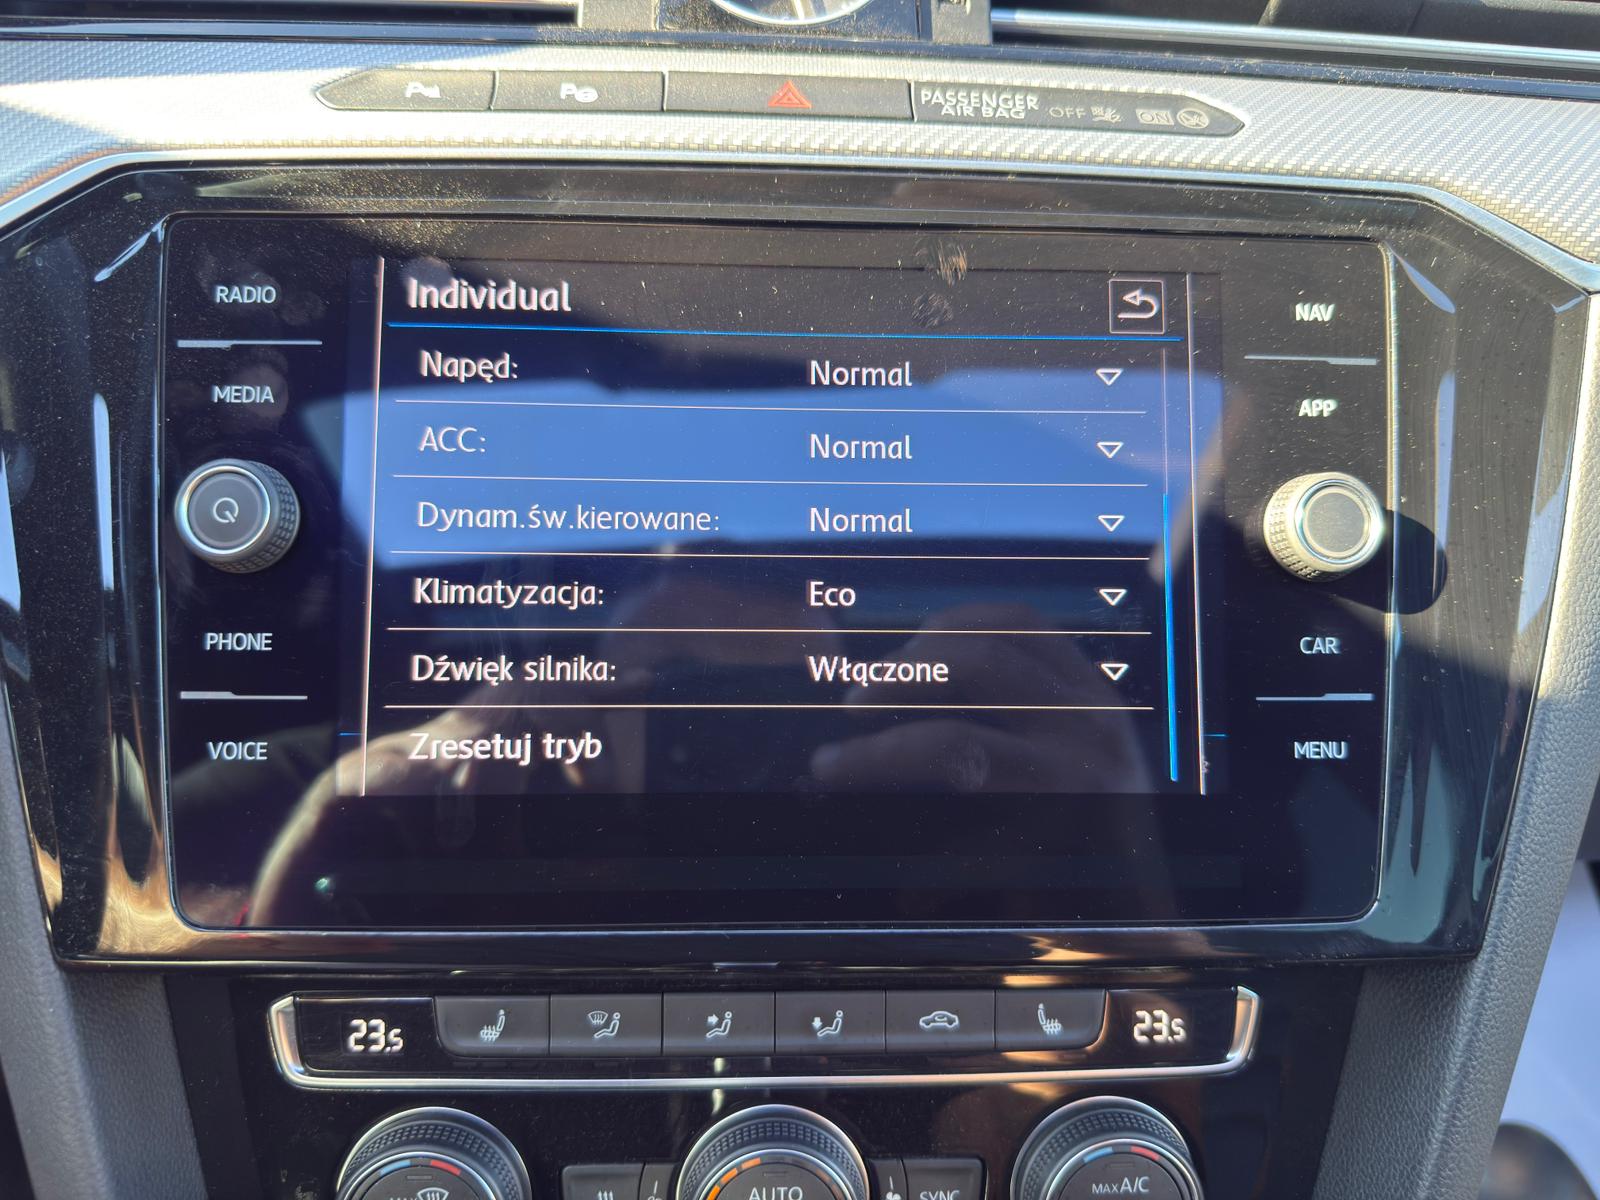 PASSENGER
AIR BAG OFF ON
RADIO
MEDIA
PHONE
VOICE
Individual
Napęd: Normal
ACC: Normal
Dynam.św.kierowane: Normal
Klimatyzacja: Eco
Dźwięk silnika: Włączone
Zresetuj tryb
NAV
APP
CAR
MENU
23.5
23.5
MAX
AUTO
SYNC
MAX A/C